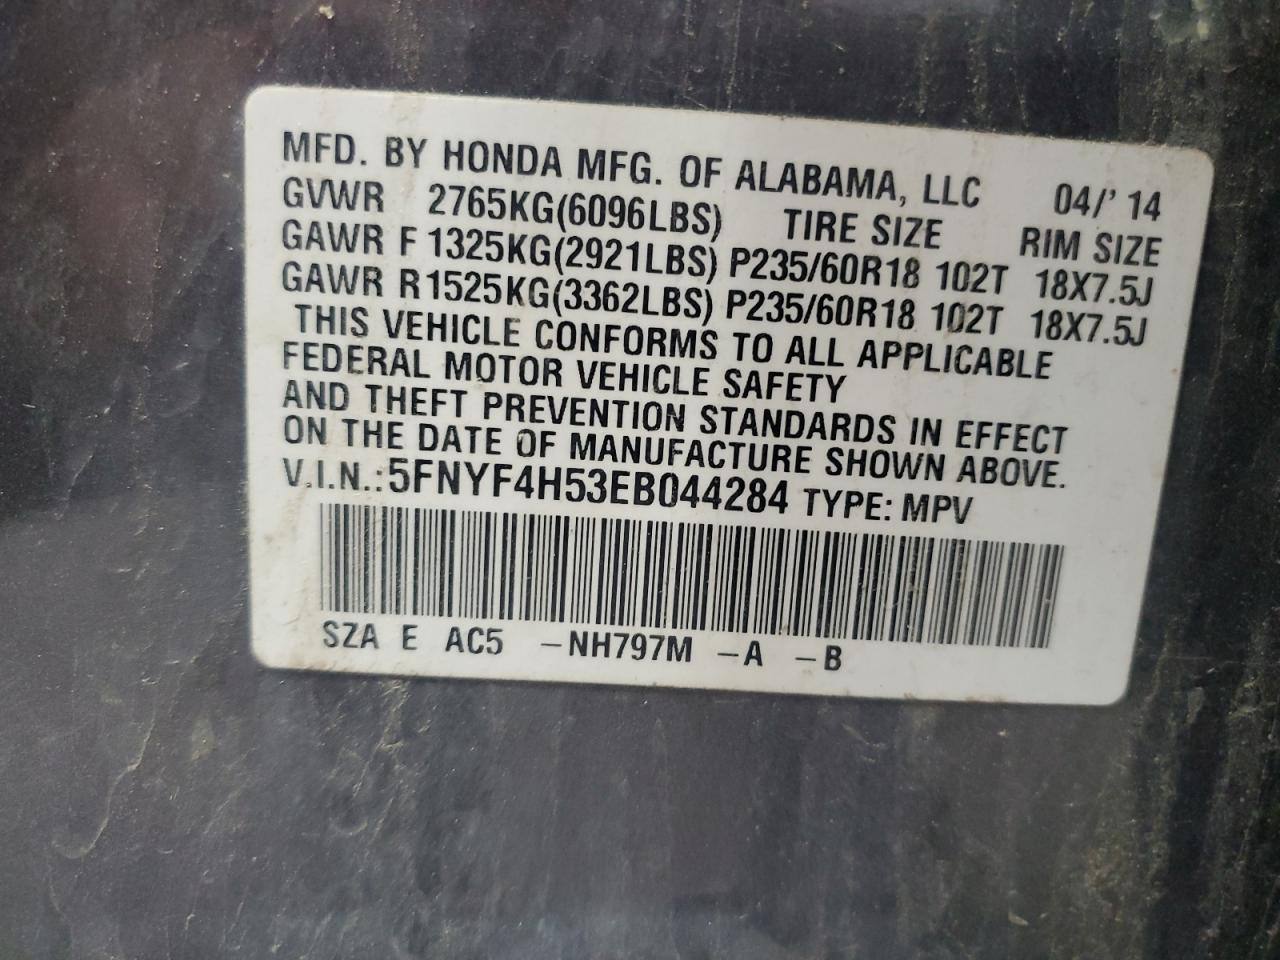 MFD. BY HONDA MFG. OF ALABAMA, LLC 04/' 14
GVWR 2765KG(6096LBS) TIRE SIZE RIM SIZE
GAWR F 1325KG(2921LBS) P235/60R18 102T 18X7.5J
GAWR R1525KG(3362LBS) P235/60R18 102T 18X7.5J
THIS VEHICLE CONFORMS TO ALL APPLICABLE
FEDERAL MOTOR VEHICLE SAFETY
AND THEFT PREVENTION STANDARDS IN EFFECT
ON THE DATE OF MANUFACTURE SHOWN ABOVE.
V.I.N.:5FNYF4H53EB044284 TYPE: MPV
SZA E AC5 -NH797M -A -B